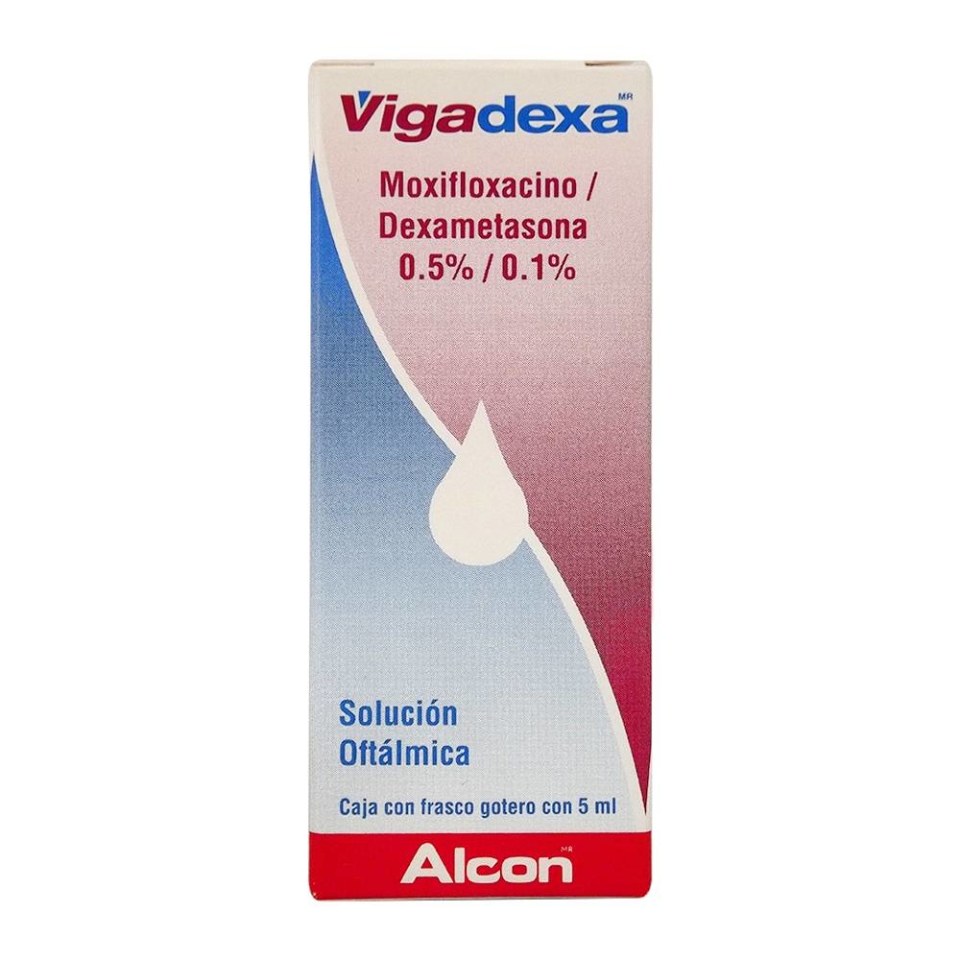 Vigadexa MR
Moxifloxacino /
Dexametasona
0.5% / 0.1%
Solución
Oftálmica
Caja con frasco gotero con 5 ml
Alcon MR